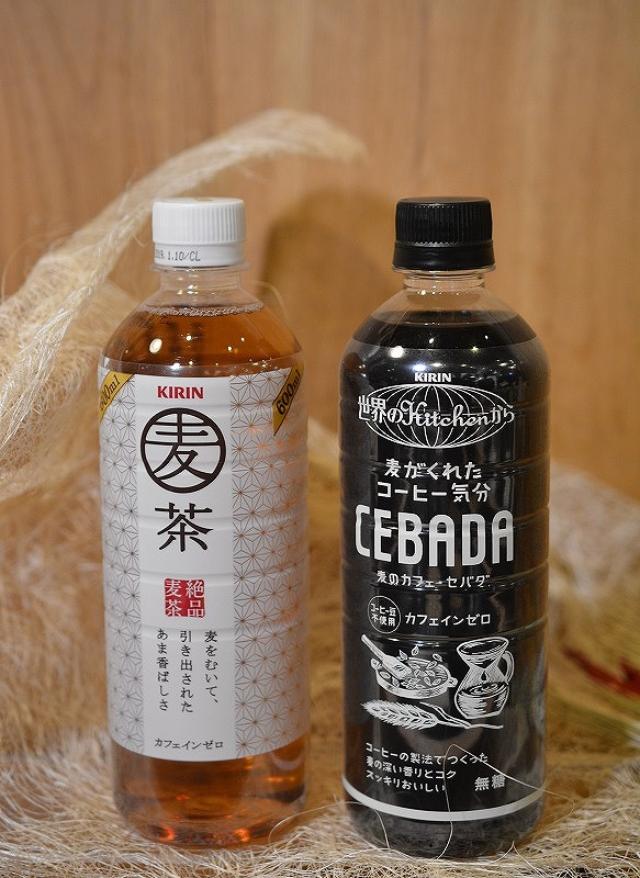 2019.1.10/CL
600ml
600ml
KIRIN
麦
茶
絶品
麦茶
麦をむいて、
引き出された
あま香ばしさ
カフェインゼロ
KIRIN
世界のKitchenから
麦がくれた
コーヒー気分
CEBADA
麦のカフェ-セバダ
コーヒー豆
不使用
カフェインゼロ
コーヒーの製法でつくった
麦の深い香りとコク
スッキリおいしい
無糖